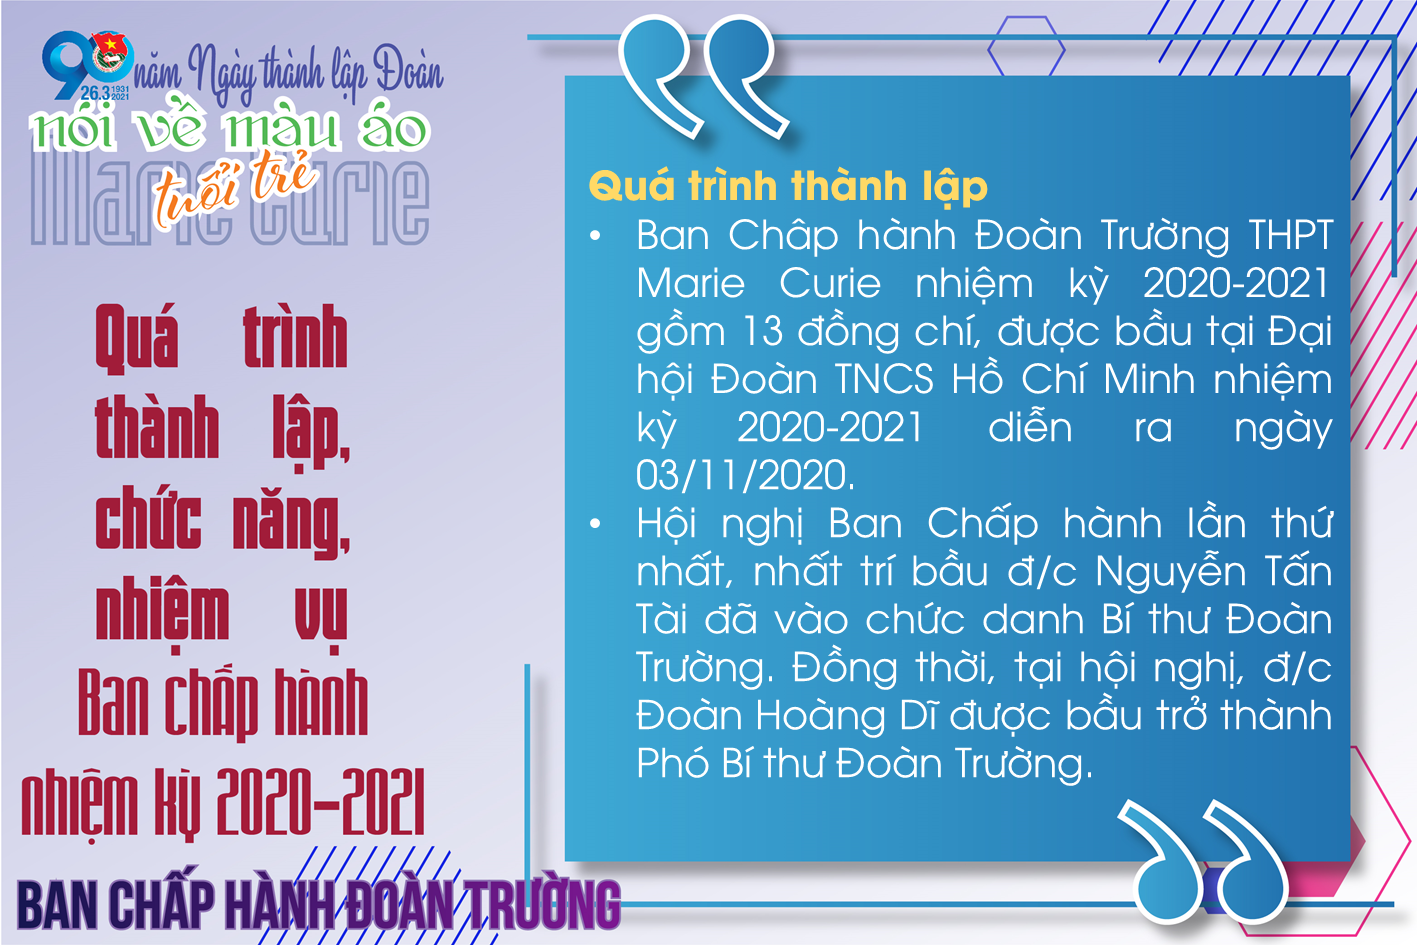 90 năm Ngày thành lập Đoàn
26.3 1931 2021
nói về màu áo
tuổi trẻ
Marie Curie
Quá trình
thành lập,
chức năng,
nhiệm vụ
Ban chấp hành
nhiệm kỳ 2020-2021
BAN CHẤP HÀNH ĐOÀN TRƯỜNG
Quá trình thành lập
• Ban Châp hành Đoàn Trường THPT
Marie Curie nhiệm kỳ 2020-2021
gồm 13 đồng chí, được bầu tại Đại
hội Đoàn TNCS Hồ Chí Minh nhiệm
kỳ 2020-2021 diễn ra ngày
03/11/2020.
• Hội nghị Ban Chấp hành lần thứ
nhất, nhất trí bầu đ/c Nguyễn Tấn
Tài đã vào chức danh Bí thư Đoàn
Trường. Đồng thời, tại hội nghị, đ/c
Đoàn Hoàng Dĩ được bầu trở thành
Phó Bí thư Đoàn Trường.